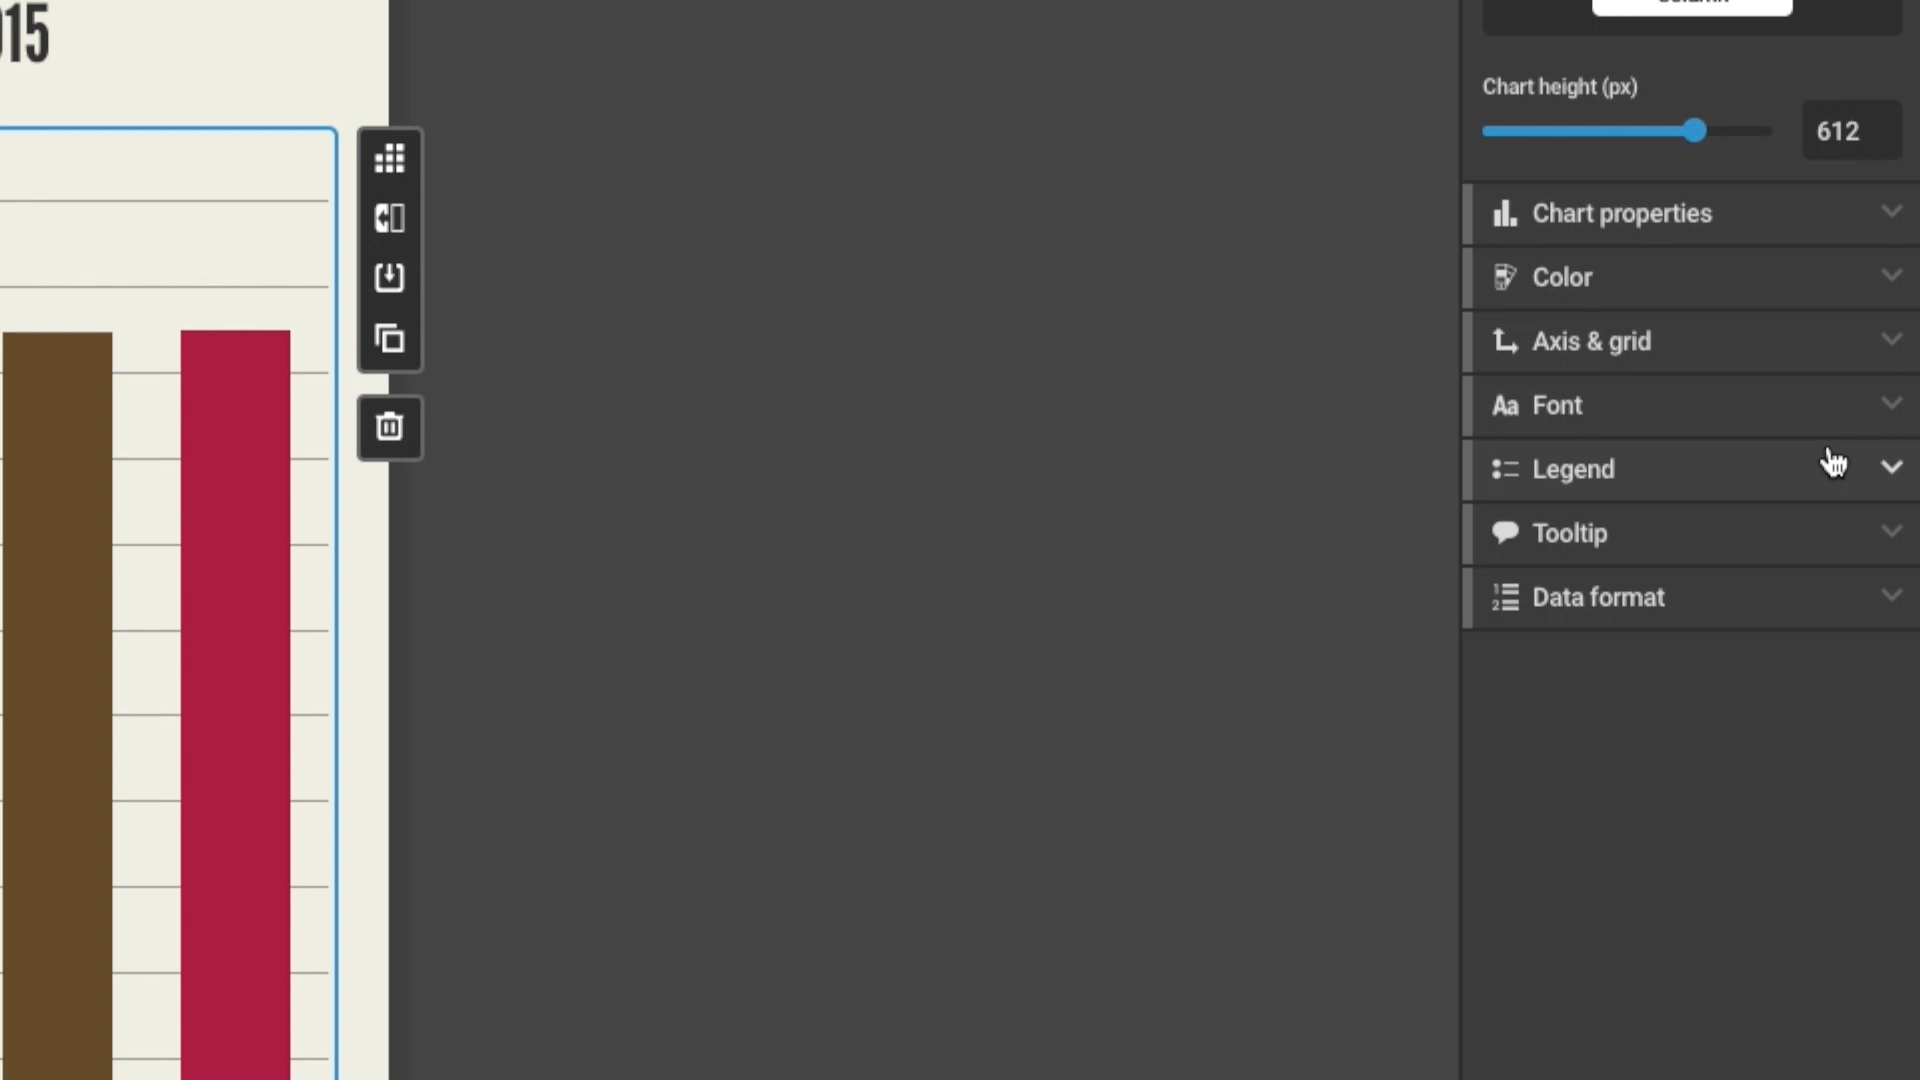 015
Chart height (px)
612
Chart properties
Color
Axis & grid
Aa Font
Legend
Tooltip
Data format